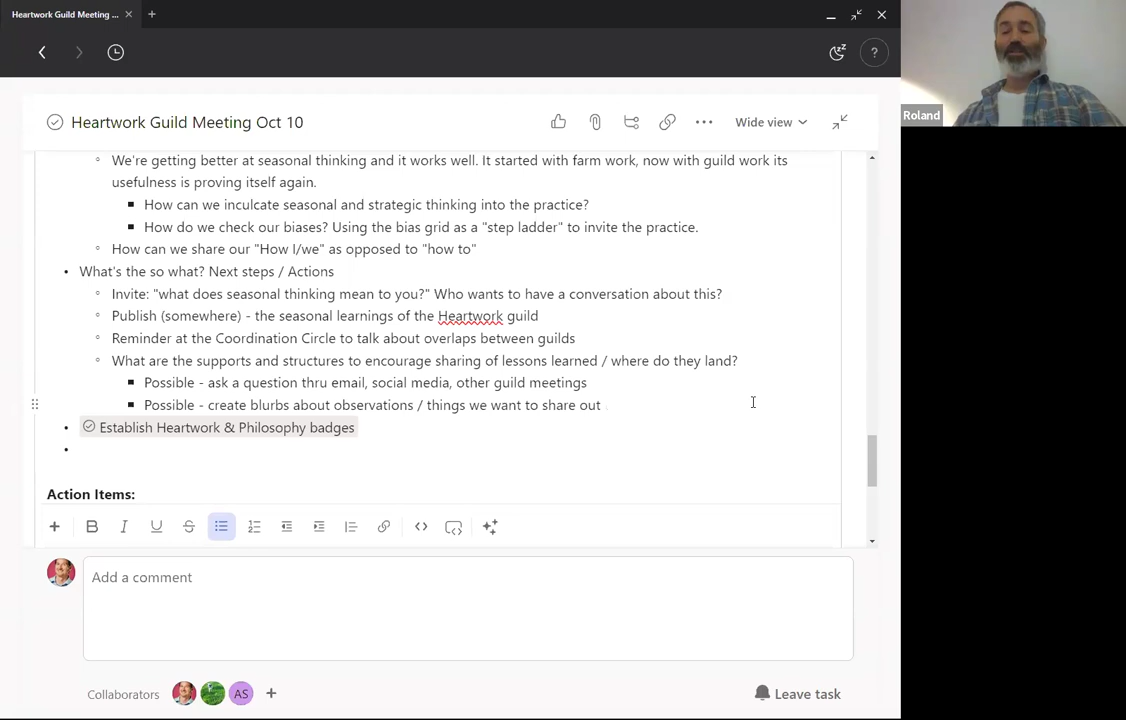 Heartwork Guild Meeting ...
Heartwork Guild Meeting Oct 10
Wide view
Roland
We're getting better at seasonal thinking and it works well. It started with farm work, now with guild work its
usefulness is proving itself again.
How can we inculcate seasonal and strategic thinking into the practice?
How do we check our biases? Using the bias grid as a "step ladder" to invite the practice.
How can we share our "How I/we" as opposed to "how to"
What's the so what? Next steps / Actions
Invite: "what does seasonal thinking mean to you?" Who wants to have a conversation about this?
Publish (somewhere) - the seasonal learnings of the Heartwork guild
Reminder at the Coordination Circle to talk about overlaps between guilds
What are the supports and structures to encourage sharing of lessons learned / where do they land?
Possible - ask a question thru email, social media, other guild meetings
Possible - create blurbs about observations / things we want to share out
Establish Heartwork & Philosophy badges
Action Items:
B I U S
Add a comment
Collaborators AS Leave task